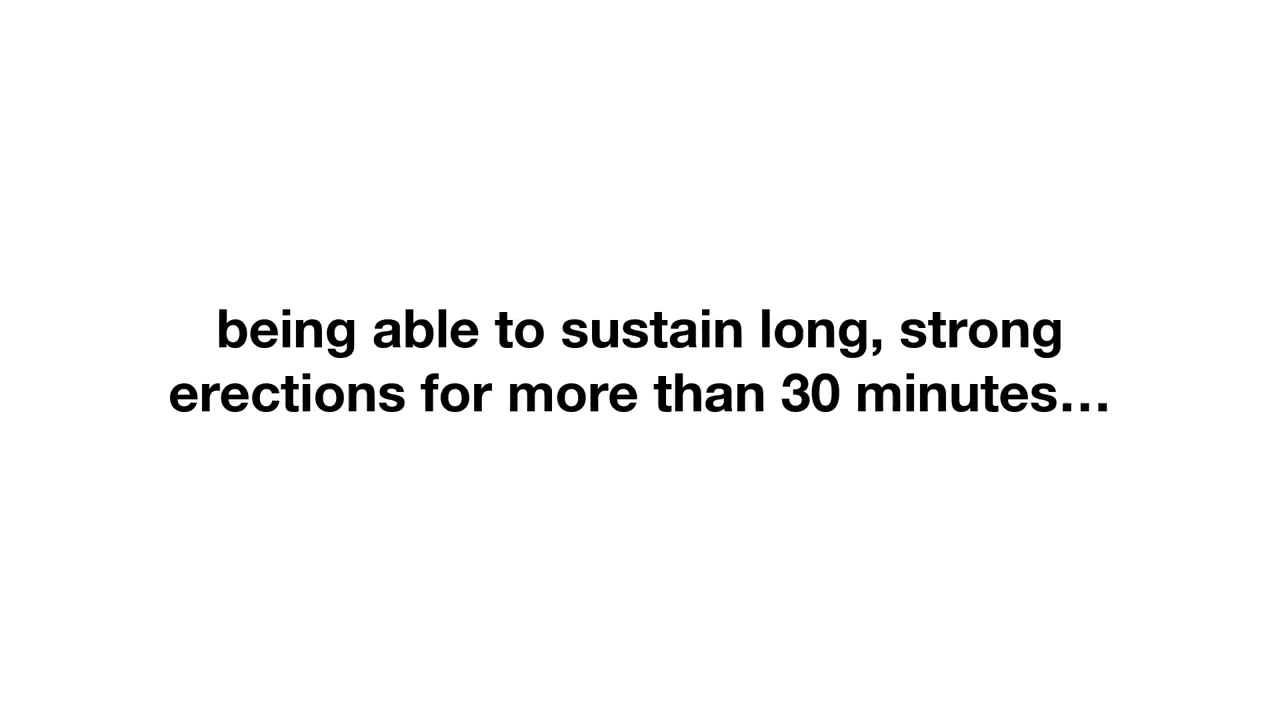 being able to sustain long, strong
erections for more than 30 minutes…